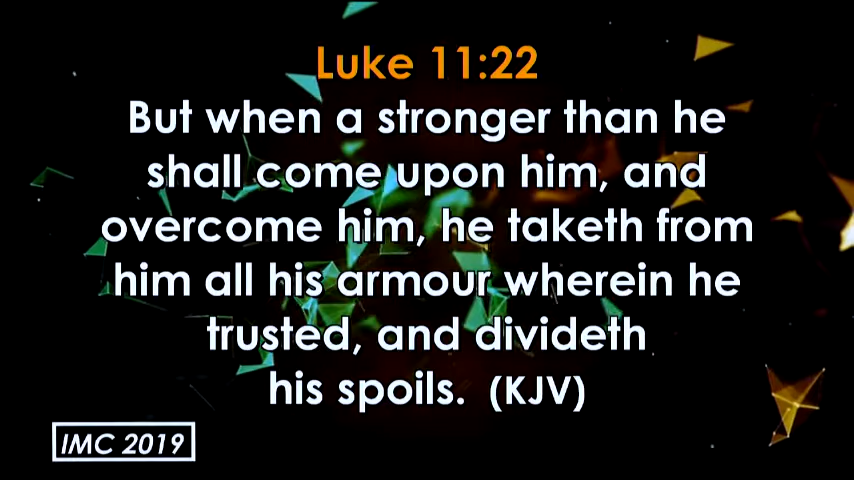 Luke 11:22
But when a stronger than he
shall come upon him, and
overcome him, he taketh from
him all his armour wherein he
trusted, and divideth
his spoils. (KJV)
IMC 2019